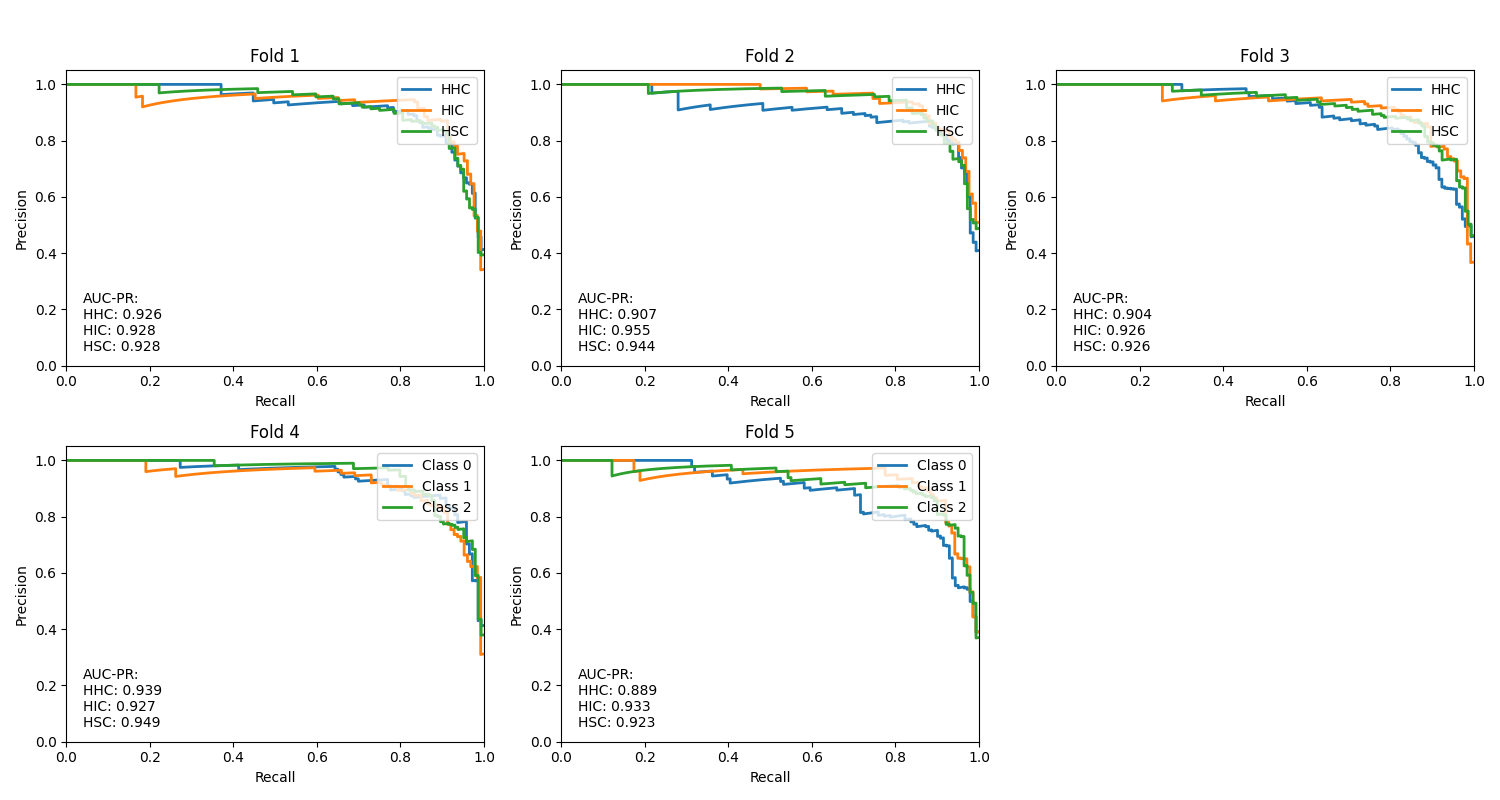 Fold 1
1.0
0.8
0.6
0.4
0.2
0.0
Precision
HHC
HIC
HSC
AUC-PR:
HHC: 0.926
HIC: 0.928
HSC: 0.928
0.0 0.2 0.4 0.6 0.8 1.0
Recall
Fold 2
1.0
0.8
0.6
0.4
0.2
0.0
Precision
HHC
HIC
HSC
AUC-PR:
HHC: 0.907
HIC: 0.955
HSC: 0.944
0.0 0.2 0.4 0.6 0.8 1.0
Recall
Fold 3
1.0
0.8
0.6
0.4
0.2
0.0
Precision
HHC
HIC
HSC
AUC-PR:
HHC: 0.904
HIC: 0.926
HSC: 0.926
0.0 0.2 0.4 0.6 0.8 1.0
Recall
Fold 4
1.0
0.8
0.6
0.4
0.2
0.0
Precision
Class 0
Class 1
Class 2
AUC-PR:
HHC: 0.939
HIC: 0.927
HSC: 0.949
0.0 0.2 0.4 0.6 0.8 1.0
Recall
Fold 5
1.0
0.8
0.6
0.4
0.2
0.0
Precision
Class 0
Class 1
Class 2
AUC-PR:
HHC: 0.889
HIC: 0.933
HSC: 0.923
0.0 0.2 0.4 0.6 0.8 1.0
Recall